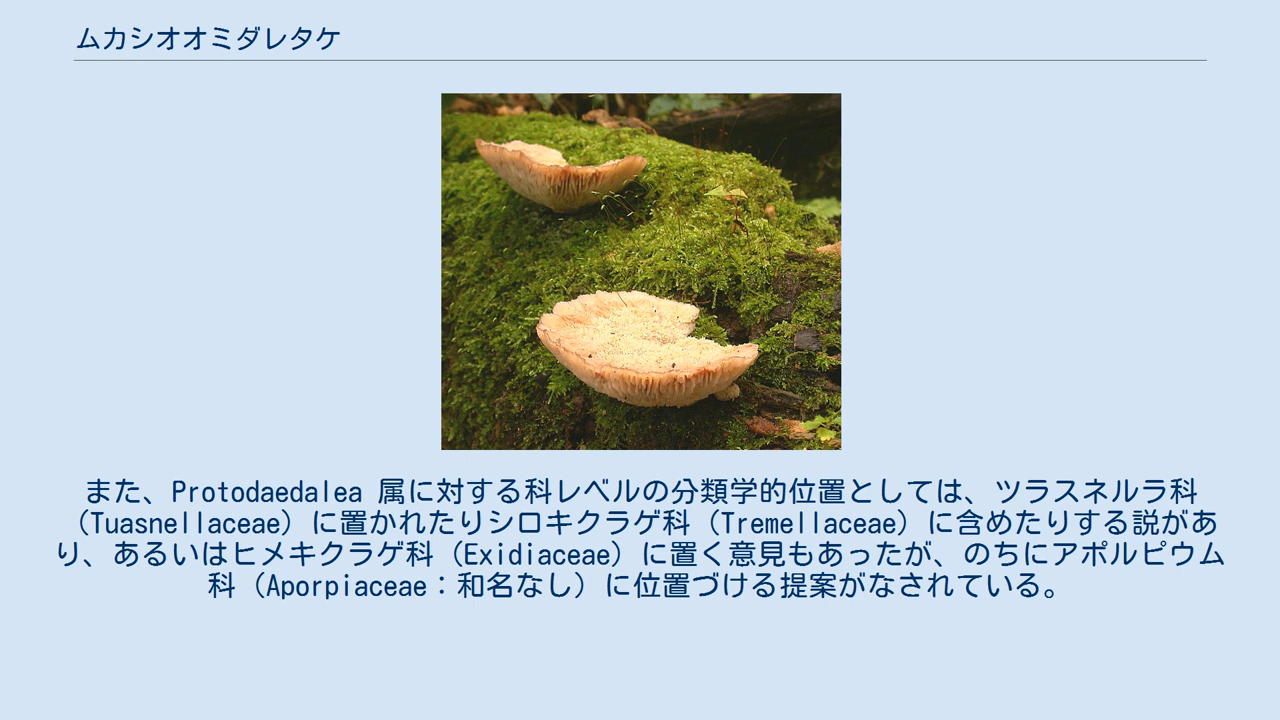 ムカシオオミダレタケ
また、Protodaedalea 属に対する科レベルの分類学的位置としては、ツラスネルラ科
（Tuasnellaceae）に置かれたりシロキクラゲ科（Tremellaceae）に含めたりする説があ
り、あるいはヒメキクラゲ科（Exidiaceae）に置く意見もあったが、のちにアポルピウム
科（Aporpiaceae：和名なし）に位置づける提案がなされている。